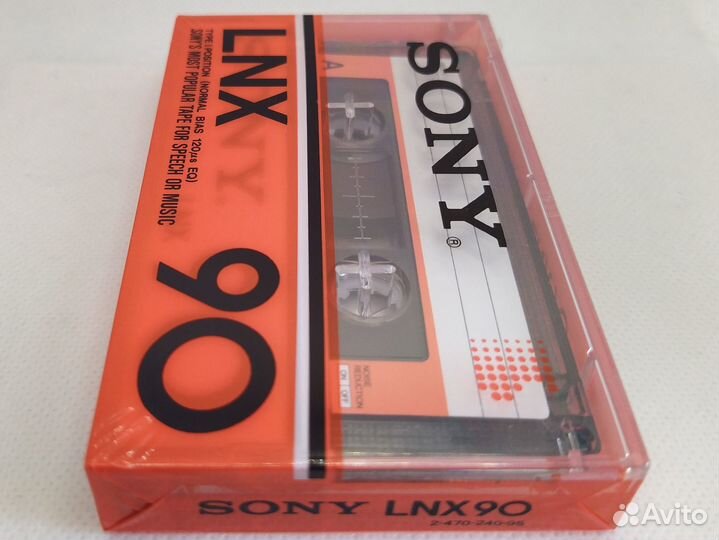 SONY®
A
LNX 90
TYPE I POSITION (NORMAL BIAS 120μs EQ)
SONY'S MOST POPULAR TAPE FOR SPEECH OR MUSIC
NOISE
REDUCTION
ON OFF
SONY LNX90
2-470-240-95
Avito